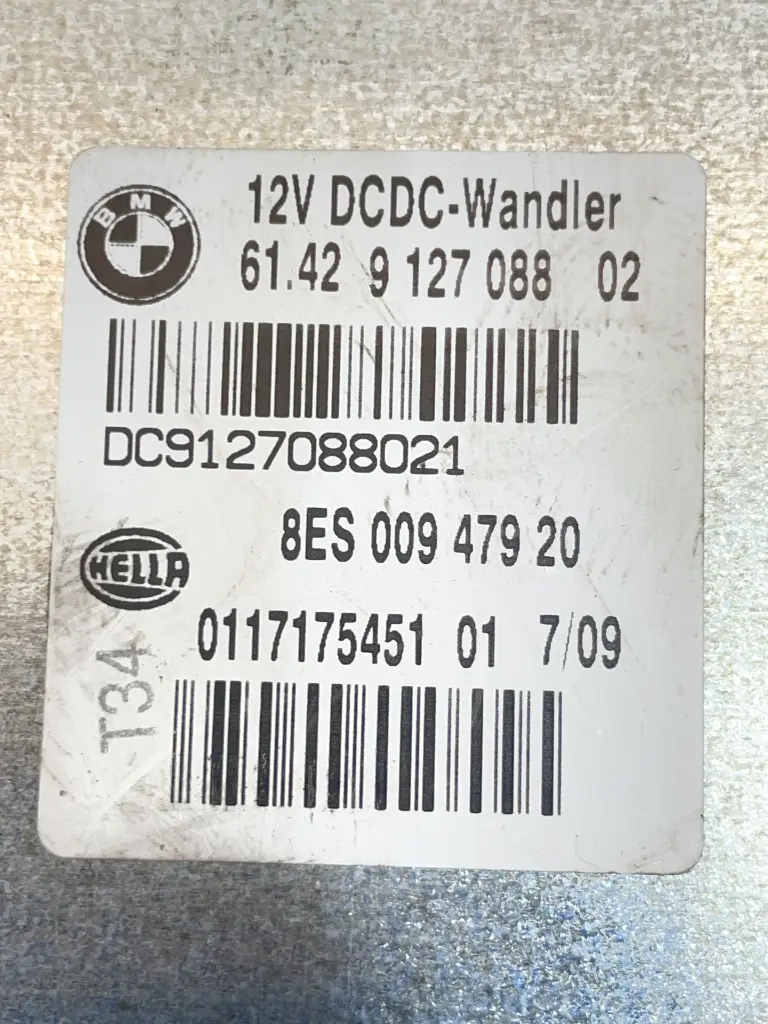 BMW
12V DCDC-Wandler
61.42 9 127 088 02
DC9127088021
8ES 009 479 20
HELLA
0117175451 01 7/09
T34